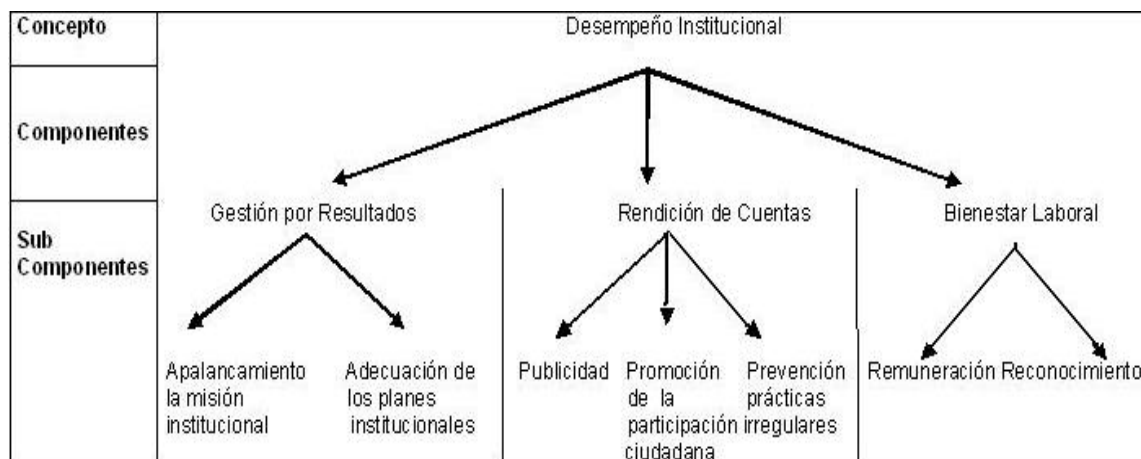 Concepto
Desempeño Institucional
Componentes
Gestión por Resultados
Rendición de Cuentas
Bienestar Laboral
Sub
Componentes
Apalancamiento
la misión
institucional
Adecuación de
los planes
institucionales
Publicidad
Promoción
de la
participación
ciudadana
Prevención
prácticas
irregulares
Remuneración
Reconocimiento